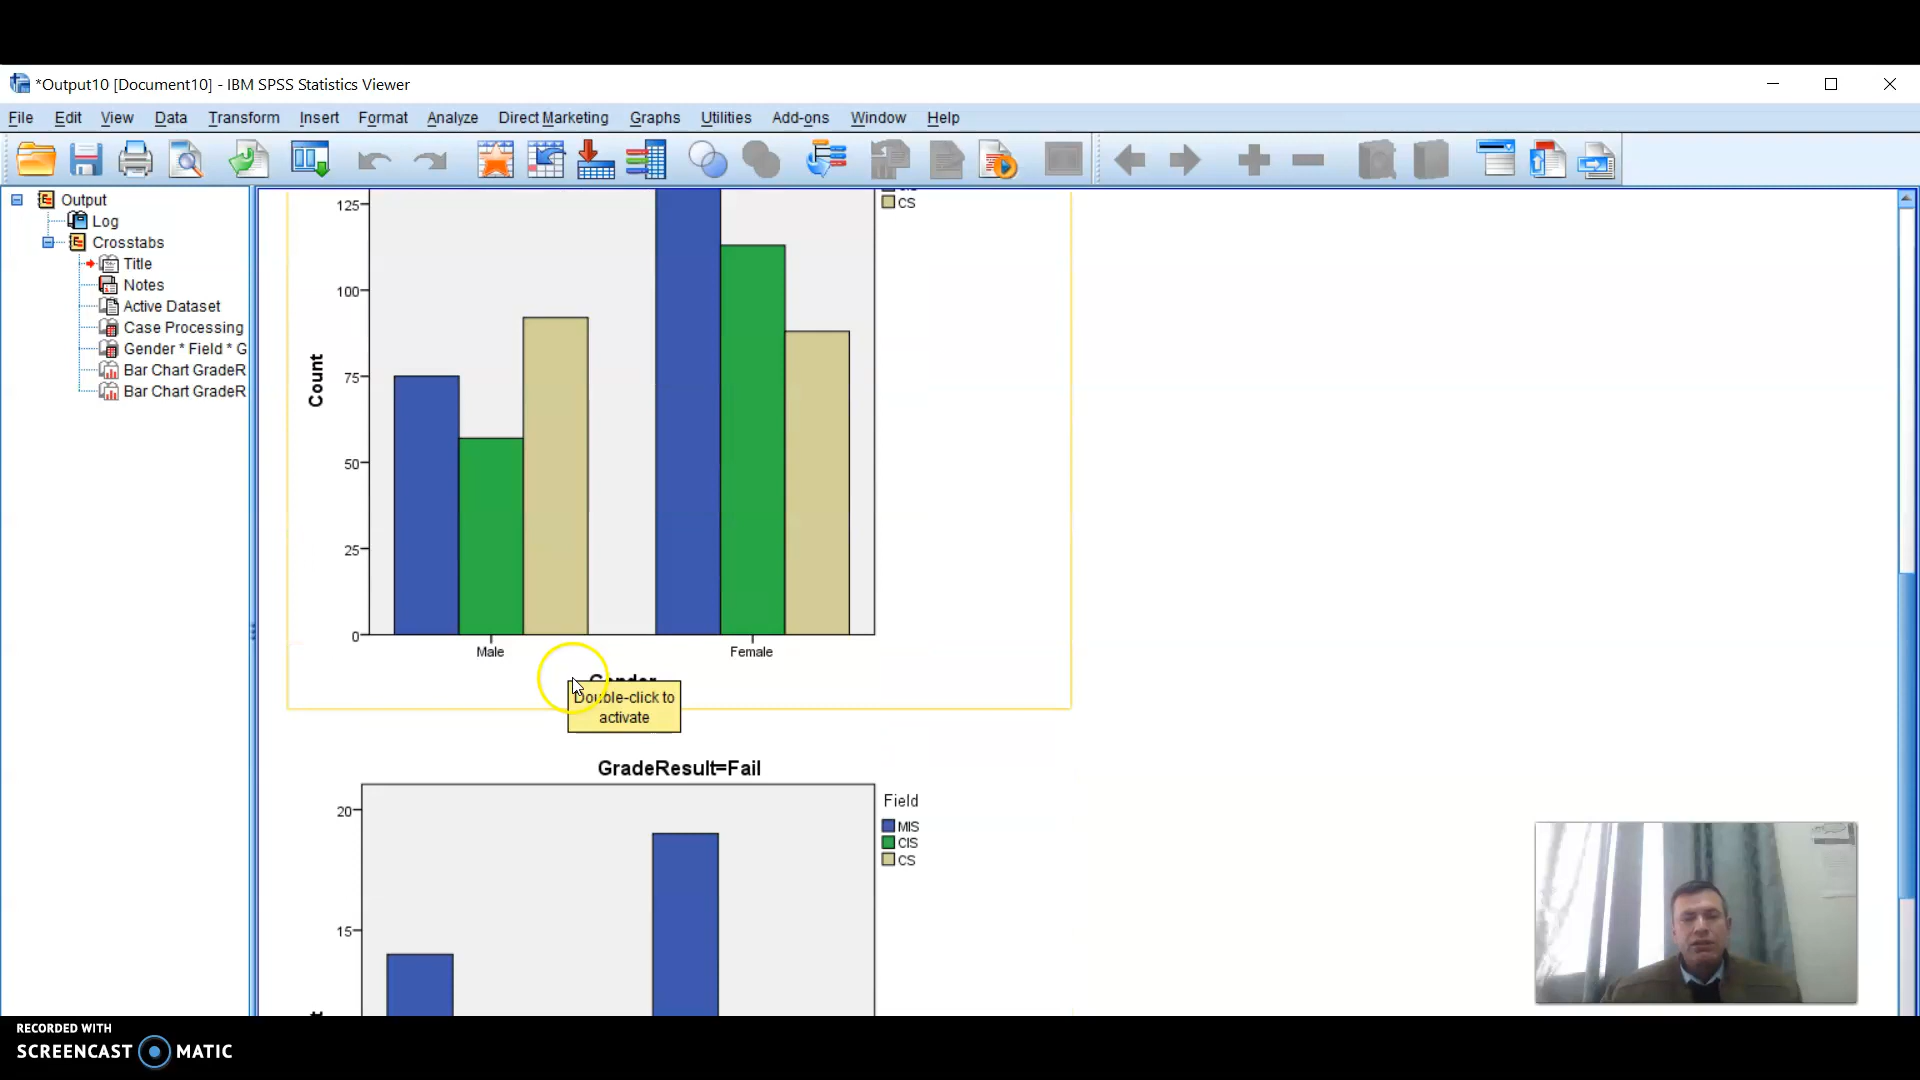 *Output10 [Document10] - IBM SPSS Statistics Viewer
File Edit View Data Transform Insert Format Analyze Direct Marketing Graphs Utilities Add-ons Window Help
Output
Log
Crosstabs
Title
Notes
Active Dataset
Case Processing
Gender * Field * G
Bar Chart GradeR
Bar Chart GradeR
CS
125
100
75
50
25
0
Count
Male Female
Gender
Double-click to
activate
GradeResult=Fail
Field
MIS
CIS
CS
20
15
RECORDED WITH
SCREENCAST MATIC